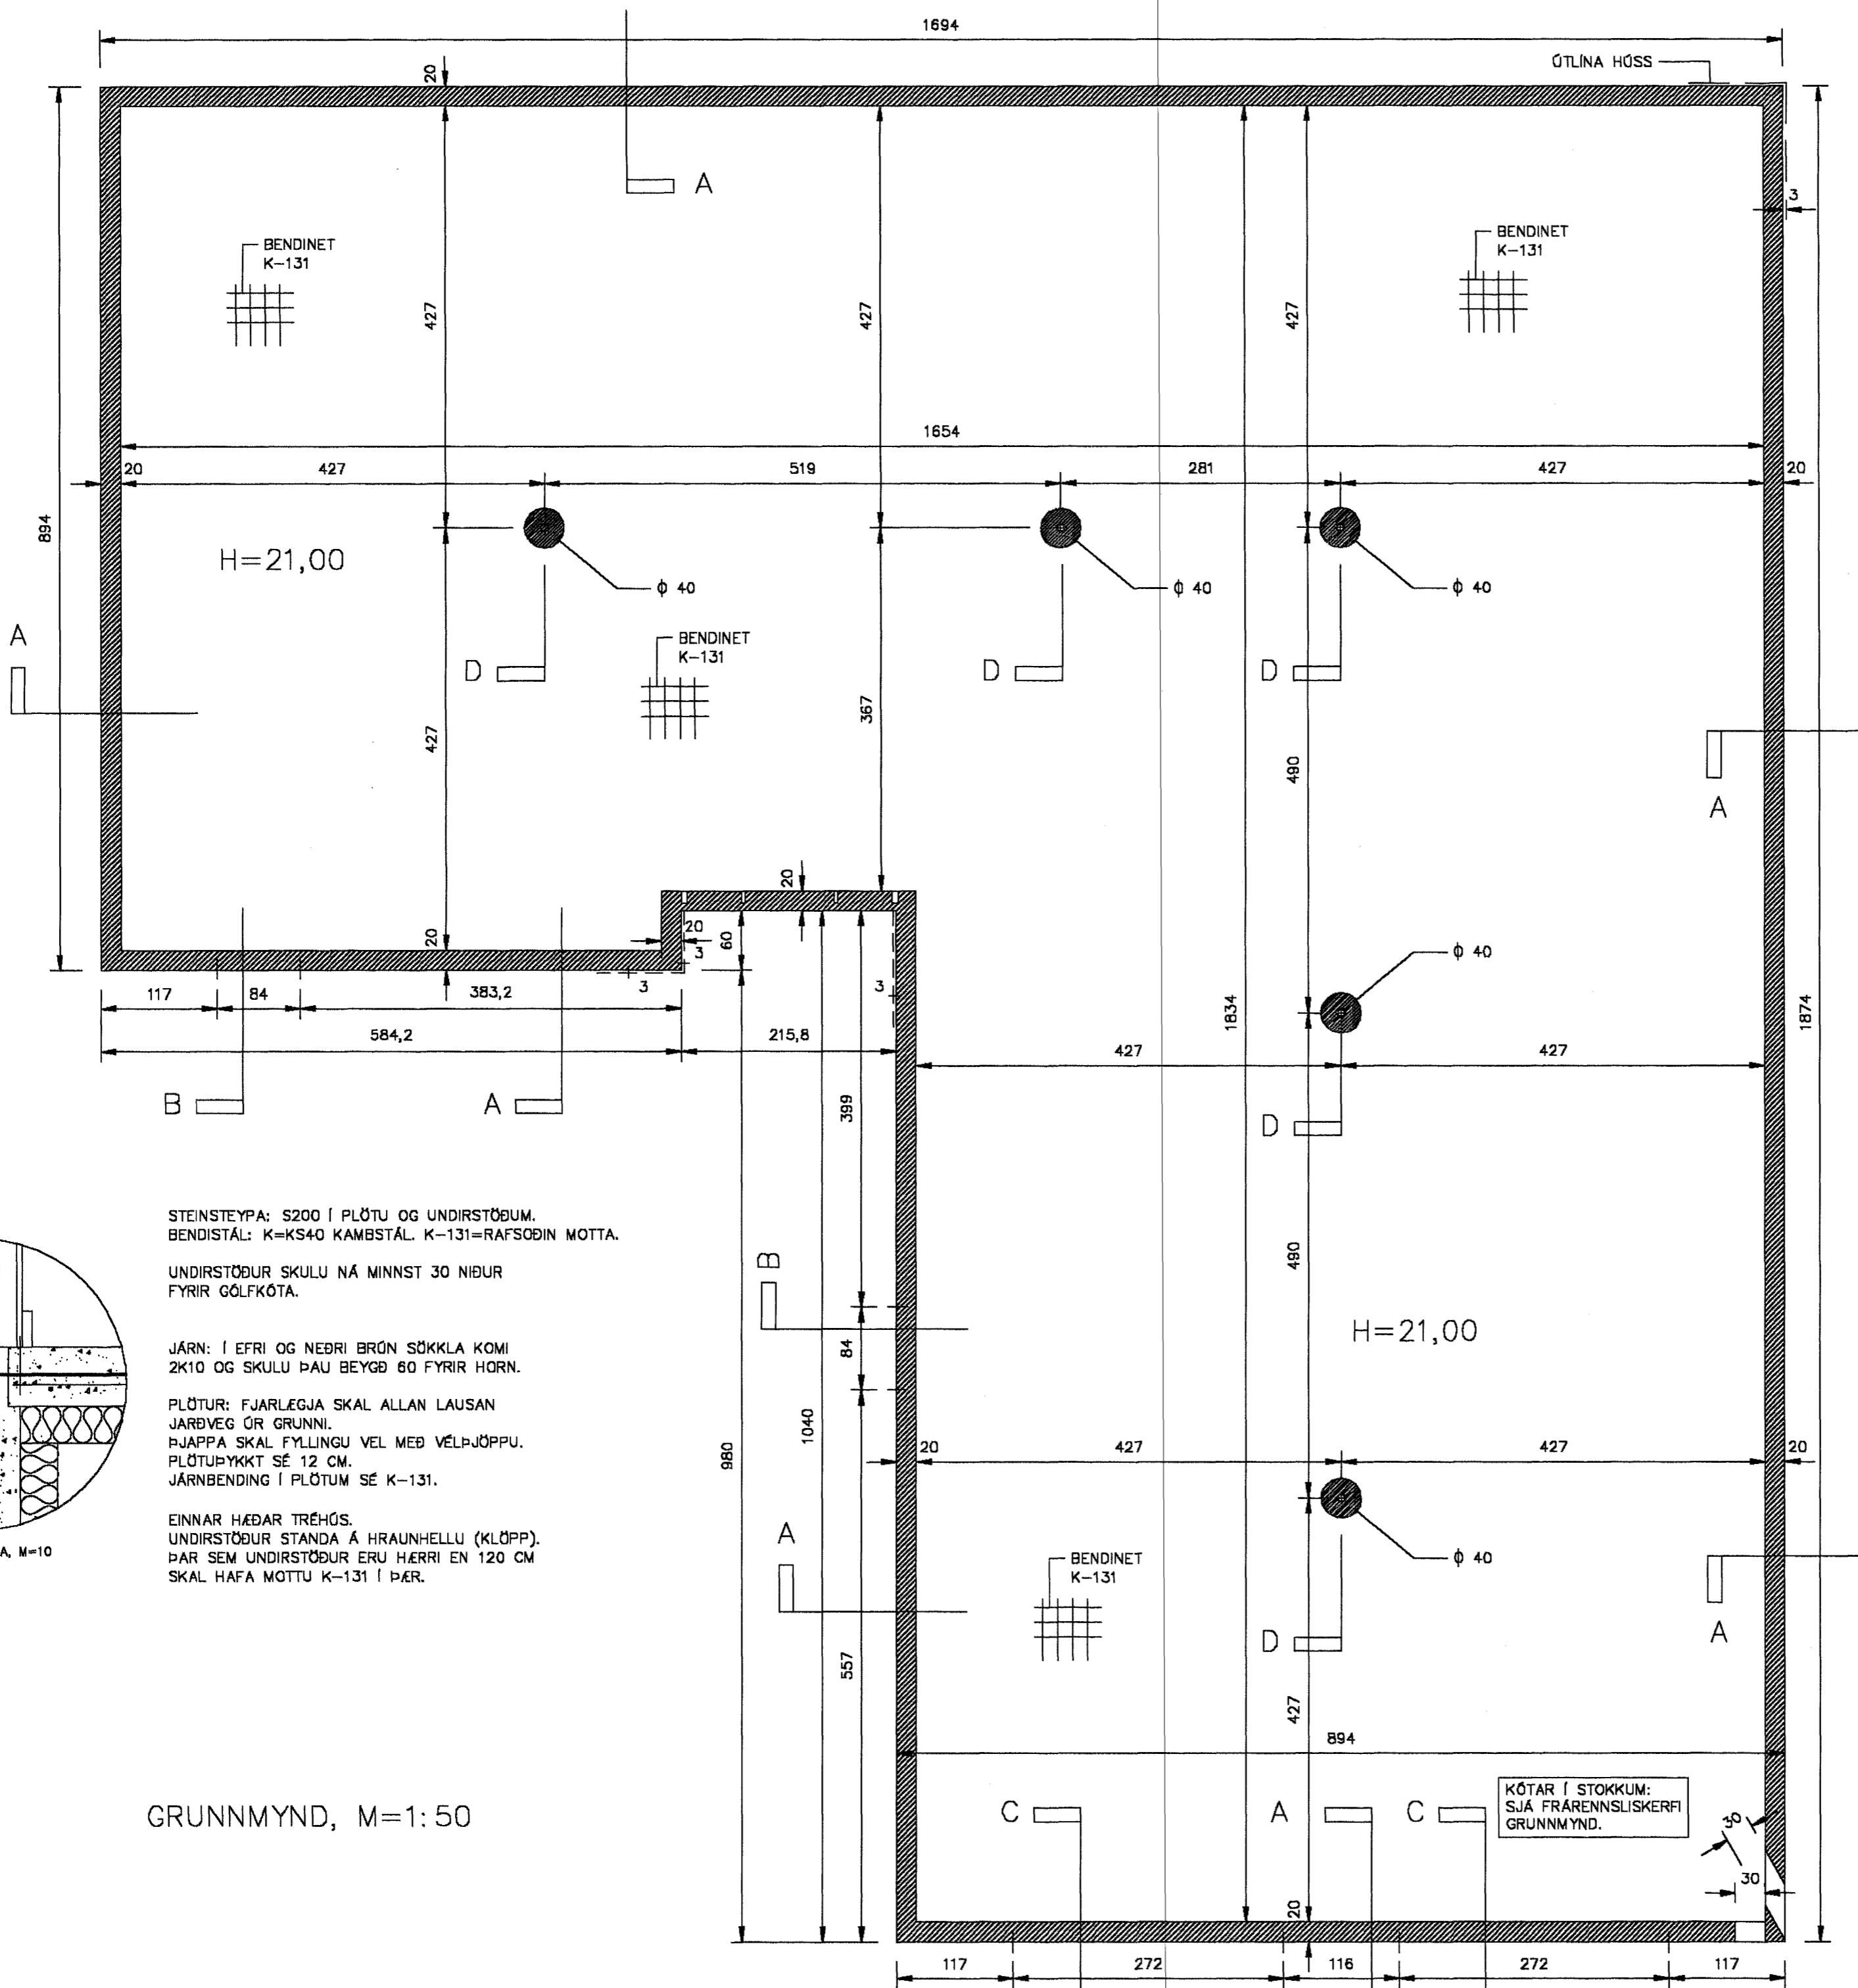 1694
ÚTLÍNA HÚSS
20
A
3
BENDINET
K-131
BENDINET
K-131
427
427
427
894
1654
20
427
519
281
427
20
H=21,00
ϕ 40
ϕ 40
ϕ 40
A
BENDINET
K-131
D
D
D
427
367
490
A
20
20
20
60
3
ϕ 40
117
84
383,2
3
3
584,2
215,8
1834
1874
427
427
B
A
399
D
STEINSTEYPA: S200 Í PLÖTU OG UNDIRSTÖÐUM.
BENDISTÁL: K=KS40 KAMBSTÁL. K-131=RAFSOÐIN MOTTA.
UNDIRSTÖÐUR SKULU NÁ MINNST 30 NIÐUR
FYRIR GÓLFKÓTA.
JÁRN: Í EFRI OG NEÐRI BRÚN SÖKKLA KOMI
2K10 OG SKULU ÞAU BEYGÐ 60 FYRIR HORN.
PLÖTUR: FJARLÆGJA SKAL ALLAN LAUSAN
JARÐVEG ÚR GRUNNI.
ÞJAPPA SKAL FYLLINGU VEL MEÐ VÉLÞJÖPPU.
PLÖTUÞYKKT SÉ 12 CM.
JÁRNBENDING Í PLÖTUM SÉ K-131.
EINNAR HÆÐAR TRÉHÚS.
UNDIRSTÖÐUR STANDA Á HRAUNHELLU (KLÖPP).
ÞAR SEM UNDIRSTÖÐUR ERU HÆRRI EN 120 CM
SKAL HAFA MOTTU K-131 Í ÞÆR.
A, M=10
B
490
84
H=21,00
980
1040
20
427
427
20
A
BENDINET
K-131
ϕ 40
A
D
557
427
894
GRUNNMYND, M=1:50
C
A
C
KÓTAR Í STOKKUM:
SJÁ FRÁRENNSLISKERFI
GRUNNMYND.
30
30
20
117
272
116
272
117